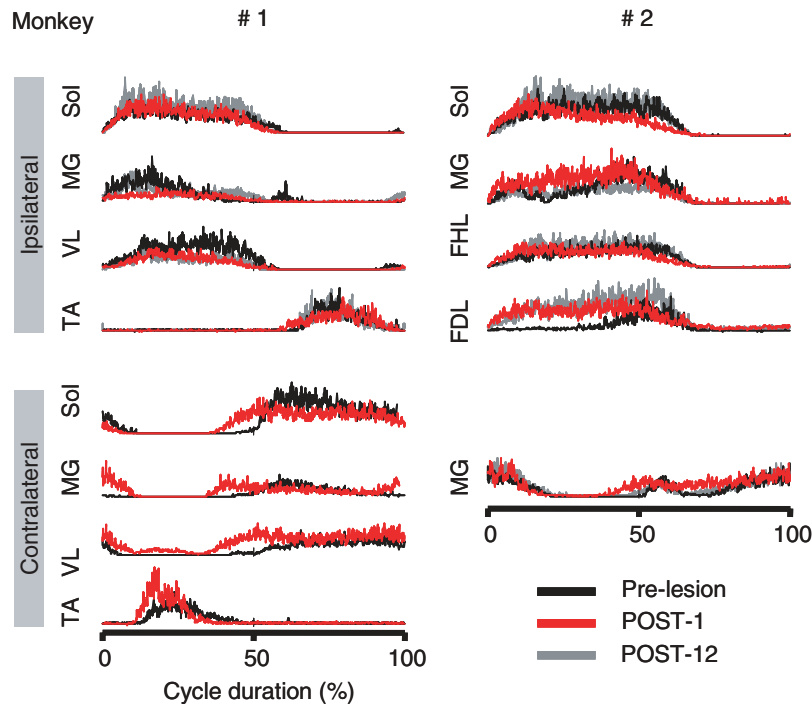 Monkey # 1 # 2
Ipsilateral
Sol
MG
VL
TA
Sol
MG
FHL
FDL
Contralateral
Sol
MG
VL
TA
MG
0 50 100
Cycle duration (%)
0 50 100
Pre-lesion
POST-1
POST-12